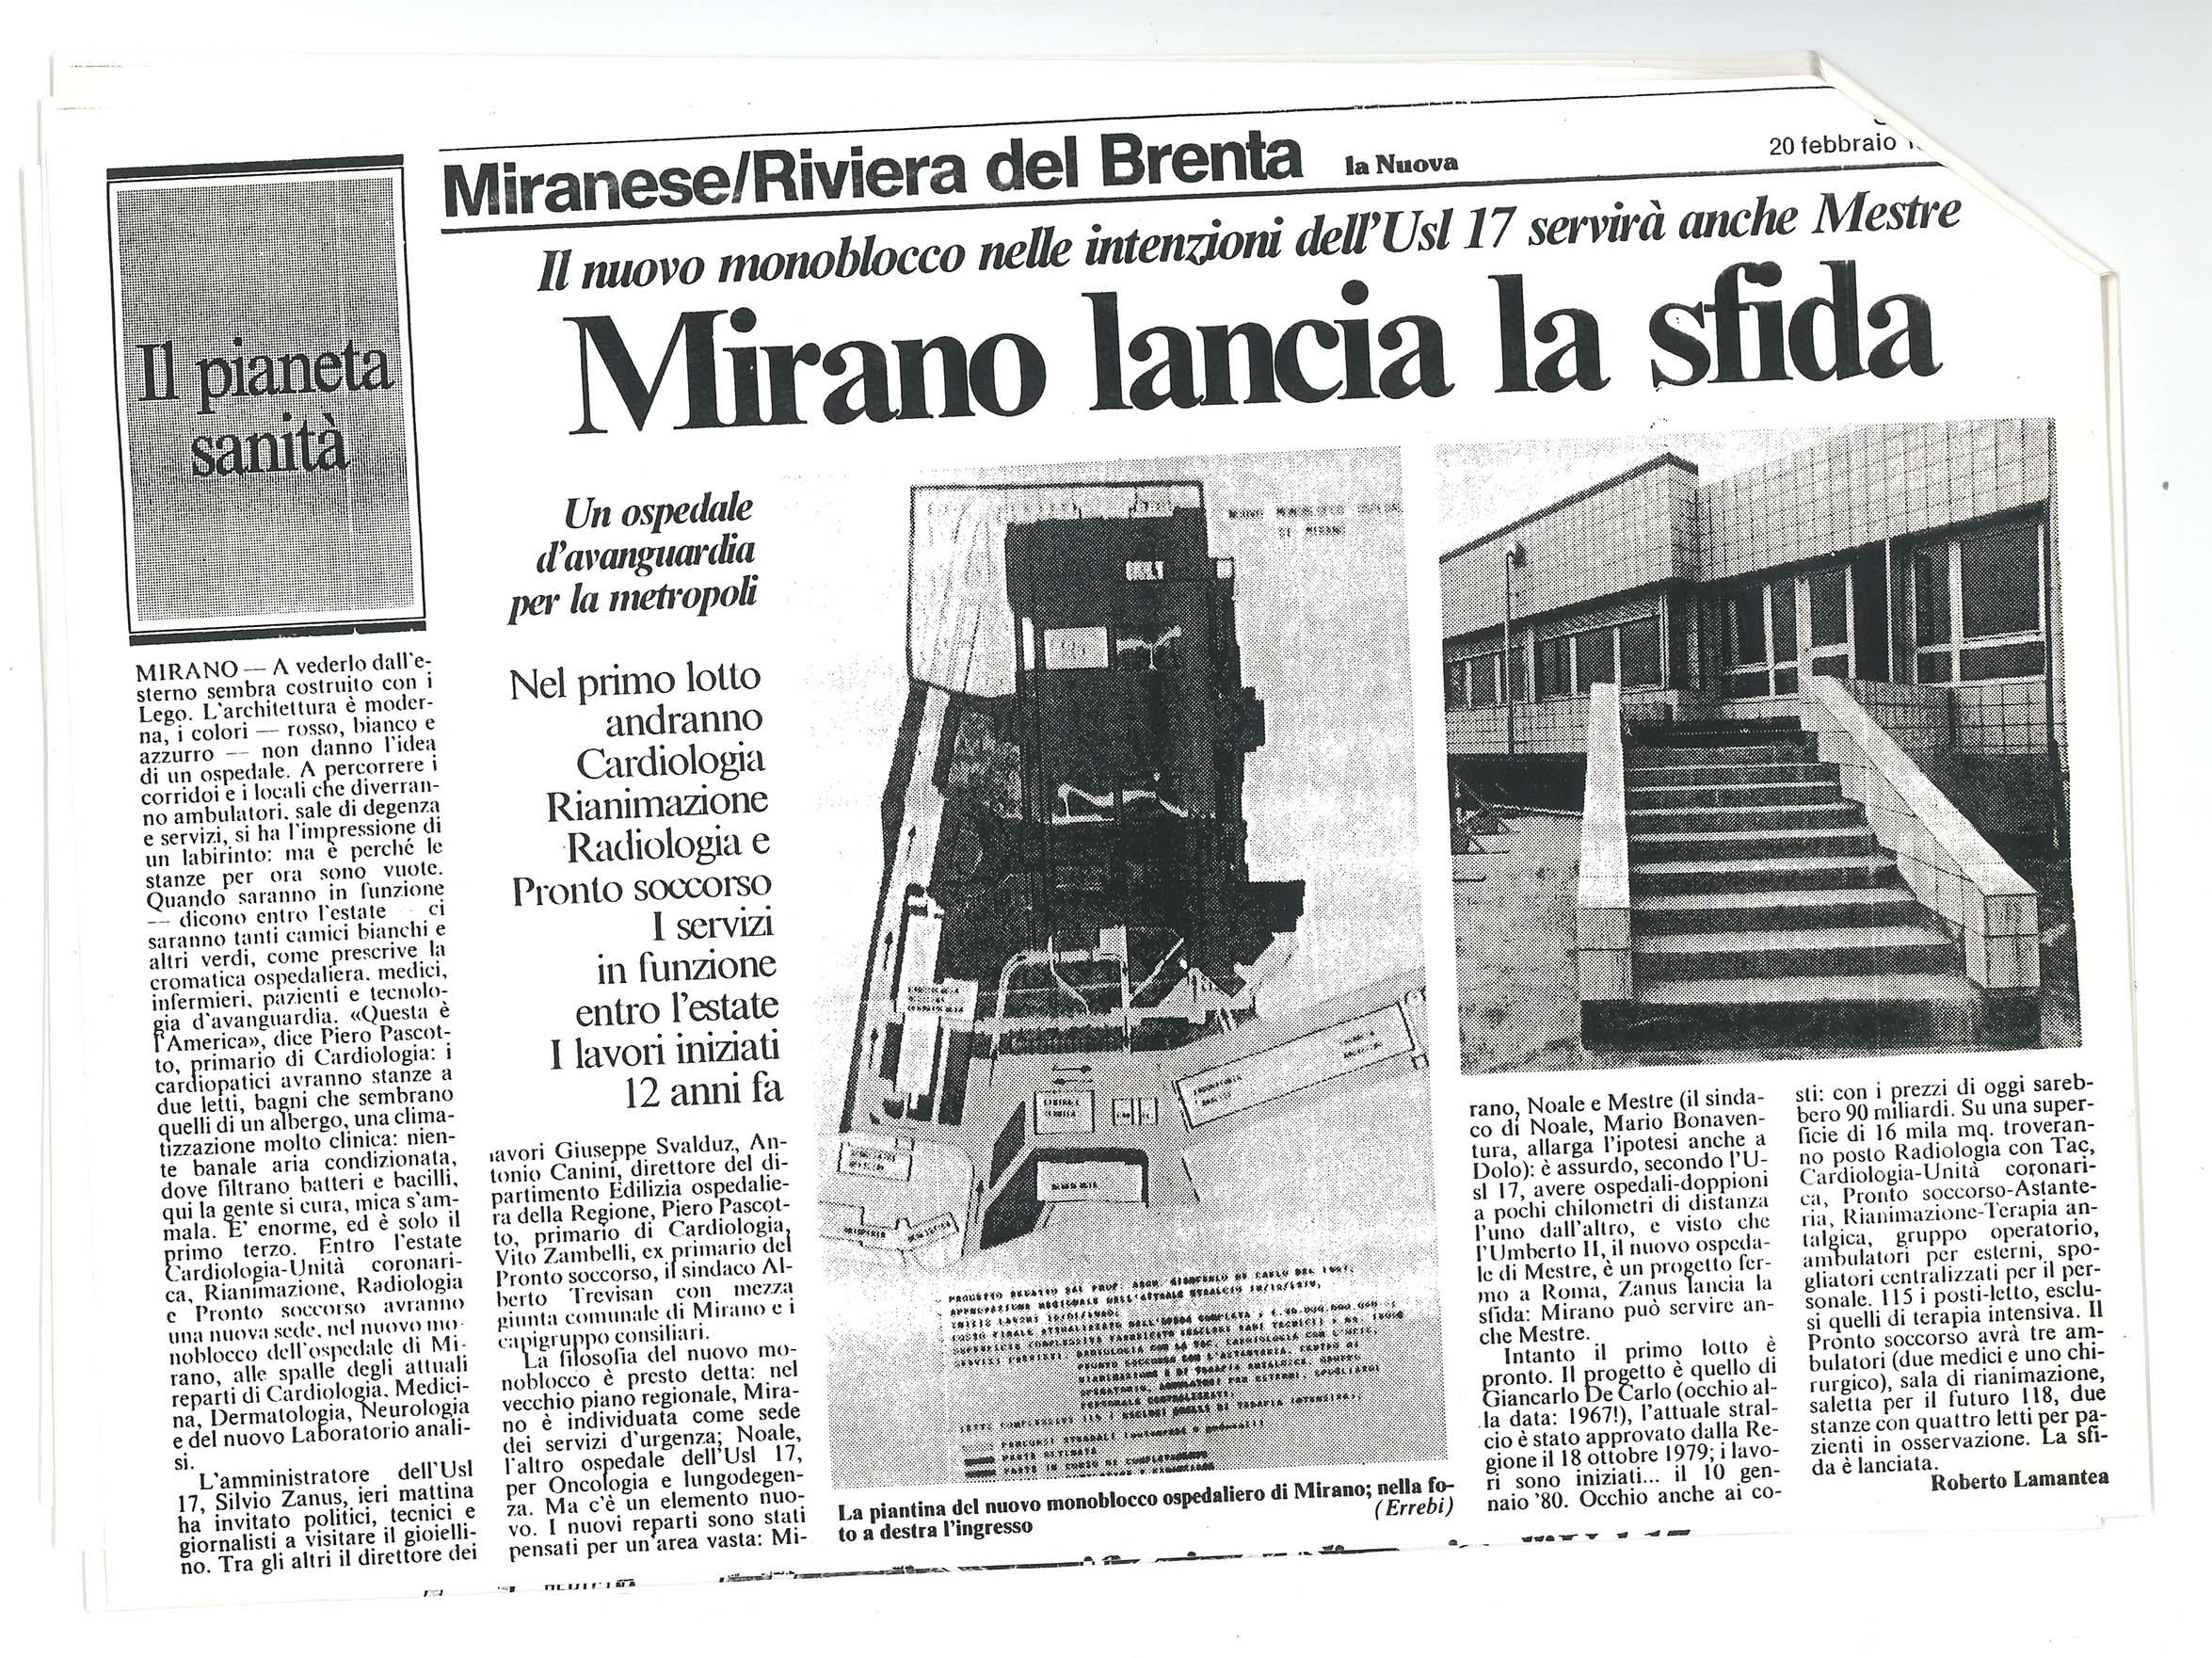 Miranese/Riviera del Brenta
la Nuova
20 febbraio
Il nuovo monoblocco nelle intenzioni dell'Usl 17 servirà anche Mestre
Mirano lancia la sfida
Il pianeta
sanità
Un ospedale
d'avanguardia
per la metropoli
Nel primo lotto
andranno
Cardiologia
Rianimazione
Radiologia e
Pronto soccorso
I servizi
in funzione
entro l'estate
I lavori iniziati
12 anni fa
MIRANO — A vederlo dall'e-
sterno sembra costruito con i
Lego. L'architettura è moder-
na, i colori — rosso, bianco e
azzurro — non danno l'idea
di un ospedale. A percorrere i
corridoi e i locali che diverran-
no ambulatori, sale di degenza
e servizi, si ha l'impressione di
un labirinto: ma è perché le
stanze per ora sono vuote.
Quando saranno in funzione
— dicono entro l'estate — ci
saranno tanti camici bianchi e
altri verdi, come prescrive la
cromatica ospedaliera, medici,
infermieri, pazienti e tecnolo-
gia d'avanguardia. «Questa è
l'America», dice Piero Pascot-
to, primario di Cardiologia: i
cardiopatici avranno stanze a
due letti, bagni che sembrano
quelli di un albergo, una clima-
tizzazione molto clinica: nien-
te banale aria condizionata,
dove filtrano batteri e bacilli,
qui la gente si cura, mica s'am-
mala. E' enorme, ed è solo il
primo terzo. Entro l'estate
Cardiologia-Unità coronari-
ca, Rianimazione, Radiologia
e Pronto soccorso avranno
una nuova sede, nel nuovo mo-
noblocco dell'ospedale di Mi-
rano, alle spalle degli attuali
reparti di Cardiologia, Medici-
na, Dermatologia, Neurologia
e del nuovo Laboratorio anali-
si.
L'amministratore dell'Usl
17, Silvio Zanus, ieri mattina
ha invitato politici, tecnici e
giornalisti a visitare il gioielli-
no. Tra gli altri il direttore dei
lavori Giuseppe Svalduz, An-
tonio Canini, direttore del di-
partimento Edilizia ospedalie-
ra della Regione, Piero Pascot-
to, primario di Cardiologia,
Vito Zambelli, ex primario del
Pronto soccorso, il sindaco Al-
berto Trevisan con mezza
giunta comunale di Mirano e i
capigruppo consiliari.
La filosofia del nuovo mo-
noblocco è presto detta: nel
vecchio piano regionale, Mira-
no è individuata come sede
dei servizi d'urgenza; Noale,
l'altro ospedale dell'Usl 17,
per Oncologia e lungodegen-
za. Ma c'è un elemento nuo-
vo. I nuovi reparti sono stati
pensati per un'area vasta: Mi-
La piantina del nuovo monoblocco ospedaliero di Mirano; nella fo-
to a destra l'ingresso
(Errebi)
rano, Noale e Mestre (il sinda-
co di Noale, Mario Bonaven-
tura, allarga l'ipotesi anche a
Dolo): è assurdo, secondo l'U-
sl 17, avere ospedali-doppioni
a pochi chilometri di distanza
l'uno dall'altro, e visto che
l'Umberto II, il nuovo ospeda-
le di Mestre, è un progetto fer-
mo a Roma, Zanus lancia la
sfida: Mirano può servire an-
che Mestre.
Intanto il primo lotto è
pronto. Il progetto è quello di
Giancarlo De Carlo (occhio al-
la data: 1967!), l'attuale stral-
cio è stato approvato dalla Re-
gione il 18 ottobre 1979; i lavo-
ri sono iniziati... il 10 gen-
naio '80. Occhio anche ai co-
sti: con i prezzi di oggi sareb-
bero 90 miliardi. Su una super-
ficie di 16 mila mq. troveran-
no posto Radiologia con Tac,
Cardiologia-Unità coronari-
ca, Pronto soccorso-Astante-
ria, Rianimazione-Terapia an-
talgica, gruppo operatorio,
ambulatori per esterni, spo-
gliatoi centralizzati per il per-
sonale. 115 i posti-letto, esclu-
si quelli di terapia intensiva. Il
Pronto soccorso avrà tre am-
bulatori (due medici e uno chi-
rurgico), sala di rianimazione,
saletta per il futuro 118, due
stanze con quattro letti per pa-
zienti in osservazione. La sfi-
da è lanciata.
Roberto Lamantea